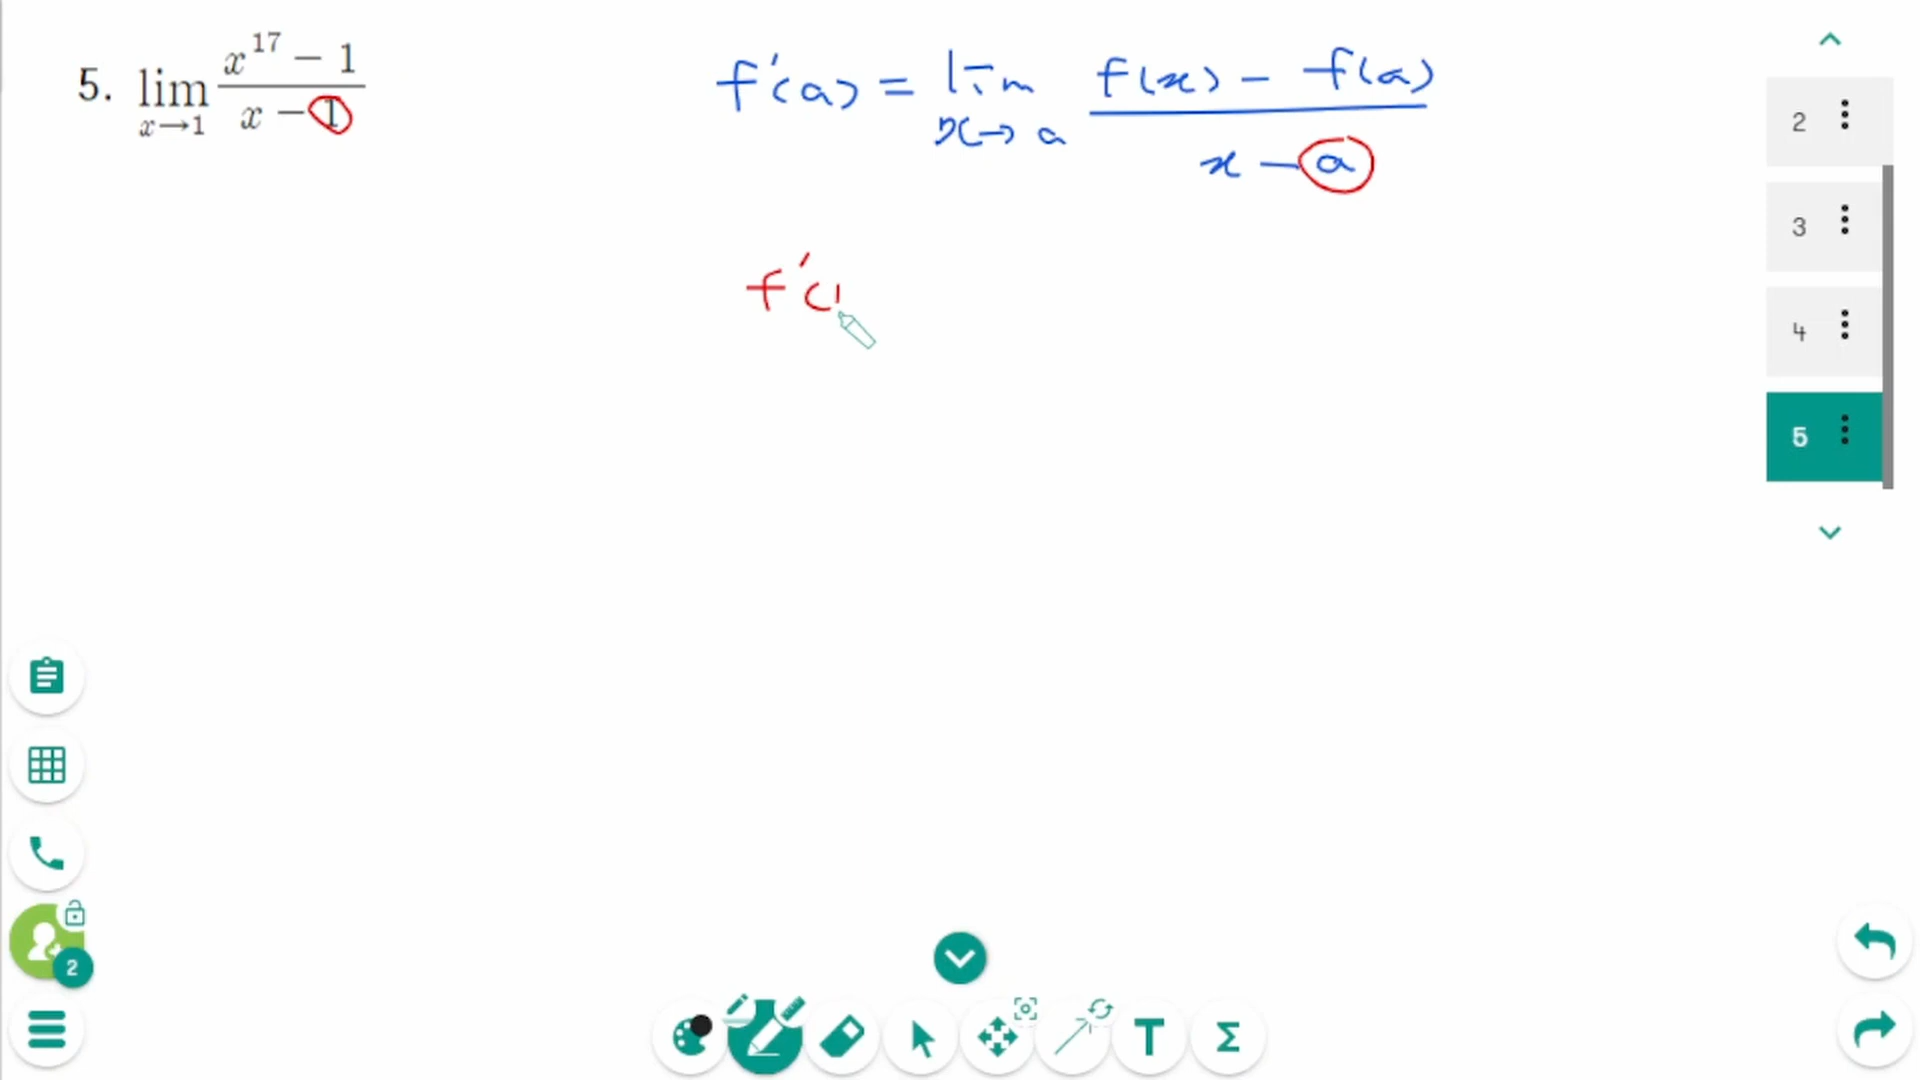 5. lim x→1 (x^17 − 1)/(x − 1)
f'(a) = lim x→a (f(x) − f(a))/(x − a)
f'(1
2
3
4
5
2
T
Σ